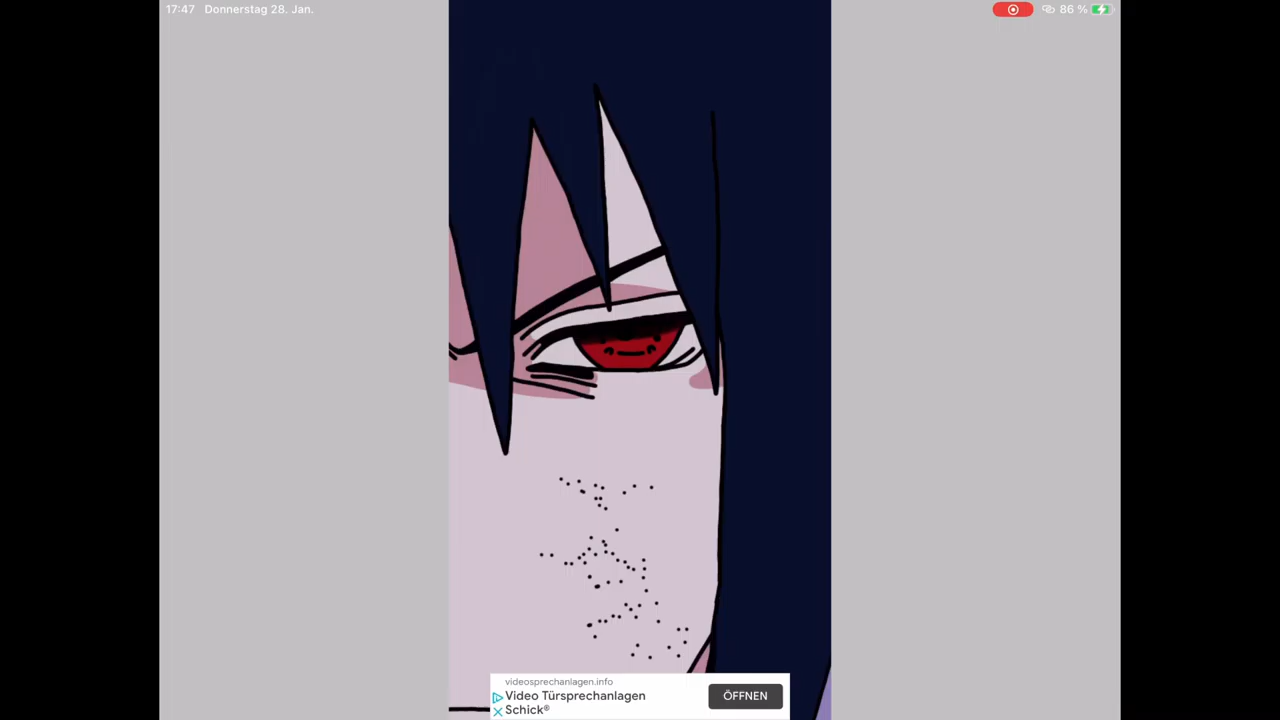 17:47 Donnerstag 28. Jan.
86 %
videosprechanlagen.info
Video Türsprechanlagen
Schick®
ÖFFNEN